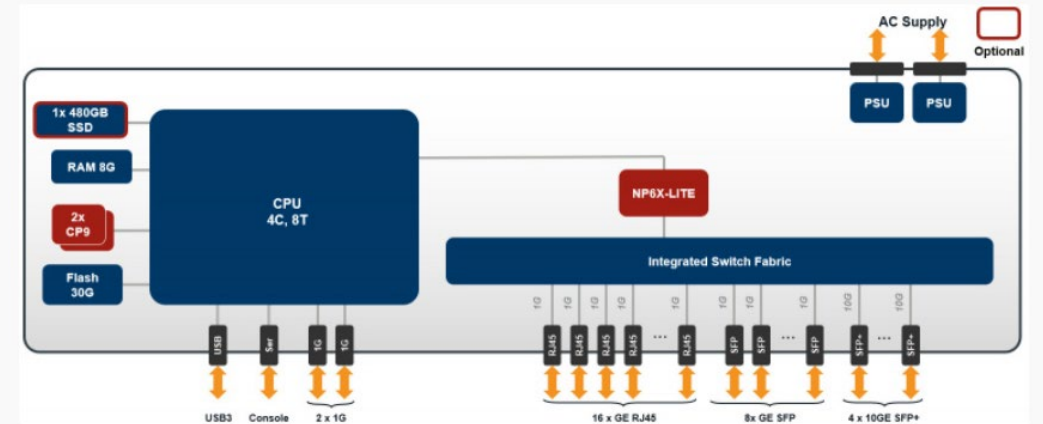 AC Supply
Optional
PSU
PSU
1x 480GB
SSD
RAM 8G
2x
CP9
Flash
30G
CPU
4C, 8T
NP6X-LITE
Integrated Switch Fabric
1G
1G
1G
1G
1G
1G
1G
1G
10G
10G
USB
Ser
1G
1G
RJ45
RJ45
RJ45
RJ45
...
RJ45
SFP
SFP
...
SFP
SFP+
...
SFP+
USB3
Console
2 x 1G
16 x GE RJ45
8x GE SFP
4 x 10GE SFP+